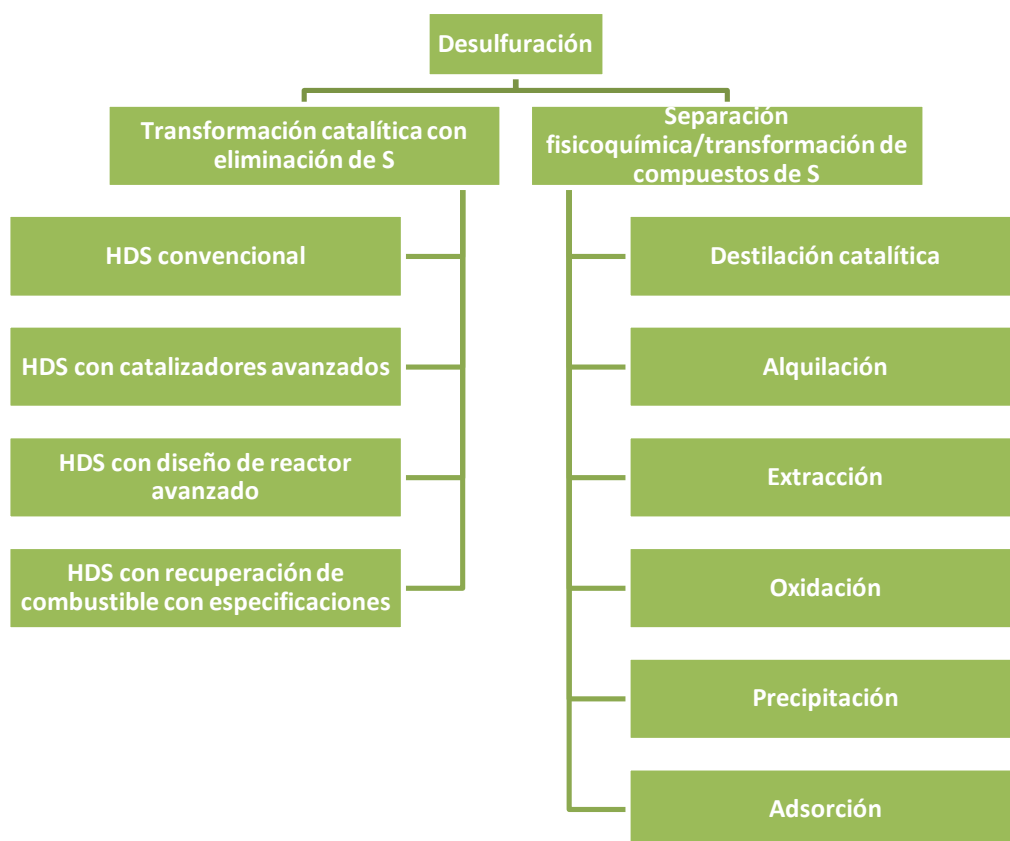 Desulfuración
Transformación catalítica con
eliminación de S
HDS convencional
HDS con catalizadores avanzados
HDS con diseño de reactor
avanzado
HDS con recuperación de
combustible con especificaciones
Separación
fisicoquímica/transformación de
compuestos de S
Destilación catalítica
Alquilación
Extracción
Oxidación
Precipitación
Adsorción